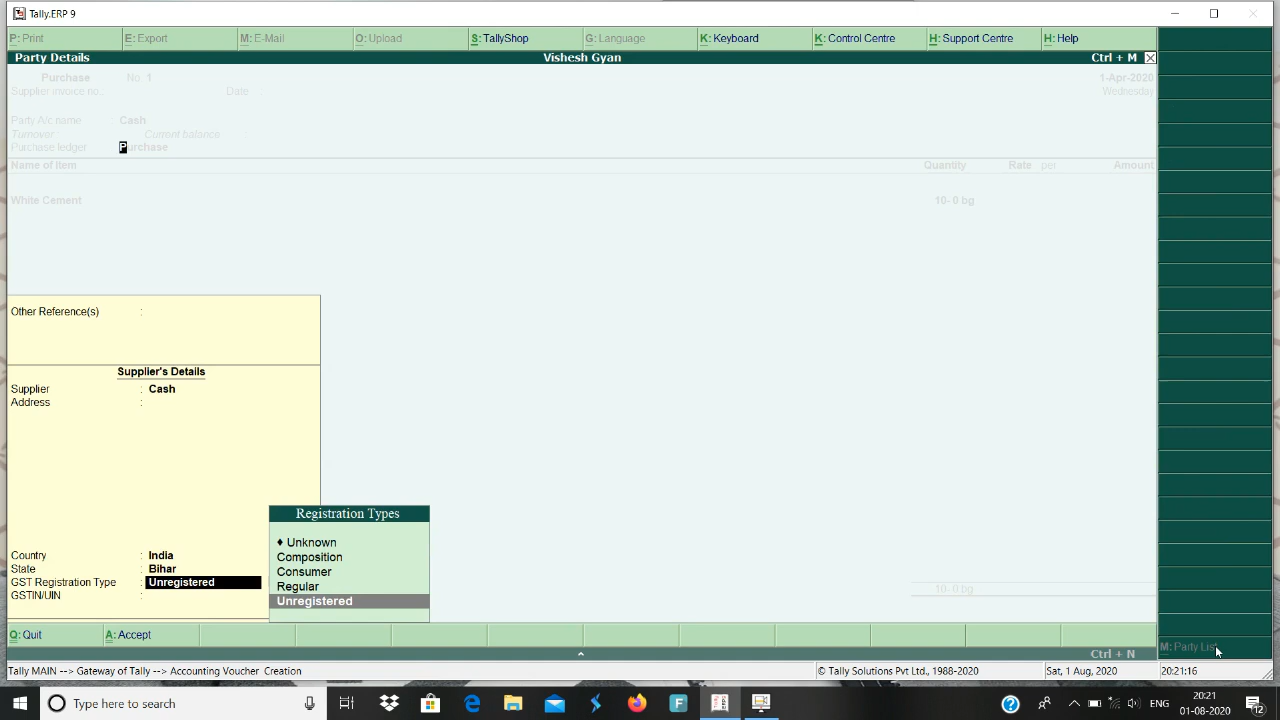 Tally.ERP 9
P: Print E: Export M: E-Mail O: Upload S: TallyShop G: Language K: Keyboard K: Control Centre H: Support Centre H: Help
Party Details Vishesh Gyan Ctrl + M
Purchase No. 1 1-Apr-2020
Supplier invoice no.: Date Wednesday
Party A/c name Cash
Turnover : Current balance
Purchase ledger Purchase
Name of Item Quantity Rate per Amount
White Cement 10- 0 bg
Other Reference(s) :
Supplier's Details
Supplier : Cash
Address :
Registration Types
♦ Unknown
Composition
Consumer
Regular
Unregistered
Country : India
State : Bihar
GST Registration Type : Unregistered
GSTIN/UIN :
10- 0 bg
Q: Quit A: Accept
M: Party List
Ctrl + N
Tally MAIN --> Gateway of Tally --> Accounting Voucher Creation © Tally Solutions Pvt Ltd., 1988-2020 Sat, 1 Aug, 2020 20:21:16
Type here to search ENG 20:21
01-08-2020